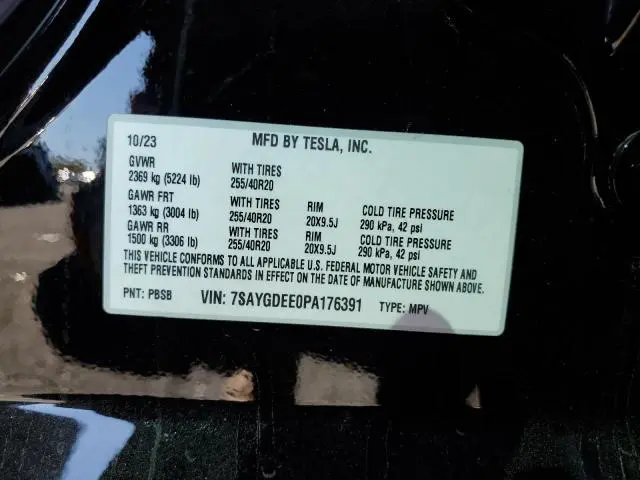 10/23 MFD BY TESLA, INC.
GVWR
2369 kg (5224 lb) WITH TIRES
255/40R20
GAWR FRT
1363 kg (3004 lb) WITH TIRES
255/40R20 RIM
20X9.5J COLD TIRE PRESSURE
290 kPa, 42 psi
GAWR RR
1500 kg (3306 lb) WITH TIRES
255/40R20 RIM
20X9.5J COLD TIRE PRESSURE
290 kPa, 42 psi
THIS VEHICLE CONFORMS TO ALL APPLICABLE U.S. FEDERAL MOTOR VEHICLE SAFETY AND
THEFT PREVENTION STANDARDS IN EFFECT ON THE DATE OF MANUFACTURE SHOWN ABOVE.
PNT: PBSB VIN: 7SAYGDEE0PA176391 TYPE: MPV